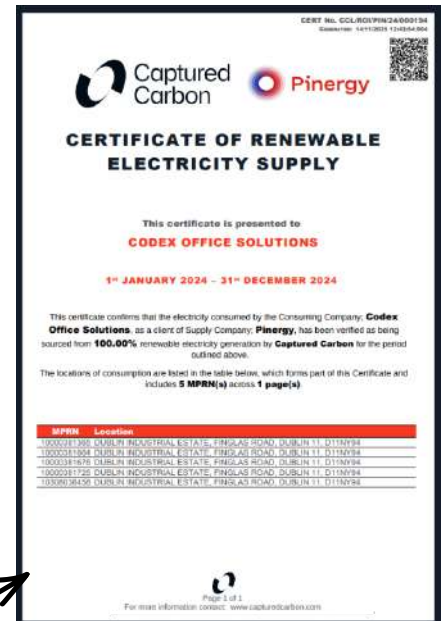 CERT No. CCL/ROI/PIN/24/000194
Captured
Carbon
Pinergy
CERTIFICATE OF RENEWABLE
ELECTRICITY SUPPLY
This certificate is presented to
CODEX OFFICE SOLUTIONS
1ˢᵗ JANUARY 2024 – 31ˢᵗ DECEMBER 2024
This certificate confirms that the electricity consumed by the Consuming Company, Codex
Office Solutions, as a client of Supply Company; Pinergy, has been verified as being
sourced from 100.00% renewable electricity generation by Captured Carbon for the period
outlined above.
The locations of consumption are listed in the table below, which forms part of this Certificate and
includes 5 MPRN(s) across 1 page(s).
MPRN Location
DUBLIN INDUSTRIAL ESTATE, FINGLAS ROAD, DUBLIN 11, D11NY94
DUBLIN INDUSTRIAL ESTATE, FINGLAS ROAD, DUBLIN 11, D11NY94
DUBLIN INDUSTRIAL ESTATE, FINGLAS ROAD, DUBLIN 11, D11NY94
DUBLIN INDUSTRIAL ESTATE, FINGLAS ROAD, DUBLIN 11, D11NY94
DUBLIN INDUSTRIAL ESTATE, FINGLAS ROAD, DUBLIN 11, D11NY94
Page 1 of 1
For more information contact: www.capturedcarbon.com